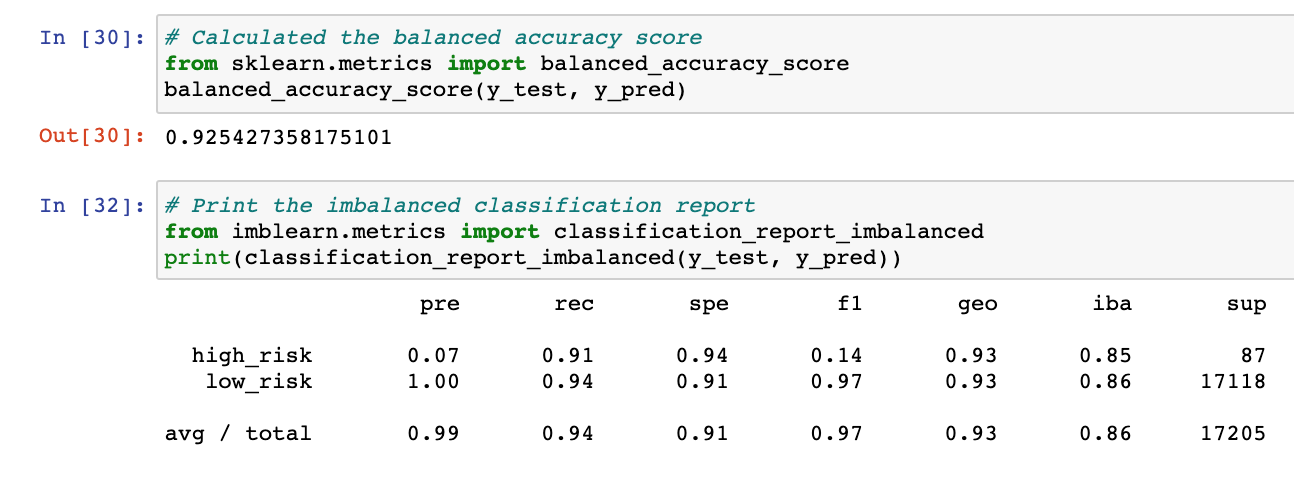 In [30]: # Calculated the balanced accuracy score
from sklearn.metrics import balanced_accuracy_score
balanced_accuracy_score(y_test, y_pred)
Out[30]: 0.925427358175101
In [32]: # Print the imbalanced classification report
from imblearn.metrics import classification_report_imbalanced
print(classification_report_imbalanced(y_test, y_pred))
pre rec spe f1 geo iba sup
high_risk 0.07 0.91 0.94 0.14 0.93 0.85 87
low_risk 1.00 0.94 0.91 0.97 0.93 0.86 17118
avg / total 0.99 0.94 0.91 0.97 0.93 0.86 17205